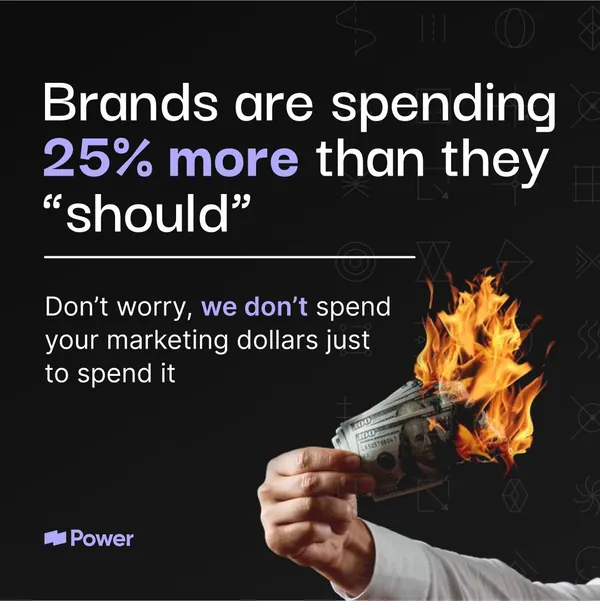 Brands are spending
25% more than they
“should”
Don’t worry, we don’t spend
your marketing dollars just
to spend it
100
Power